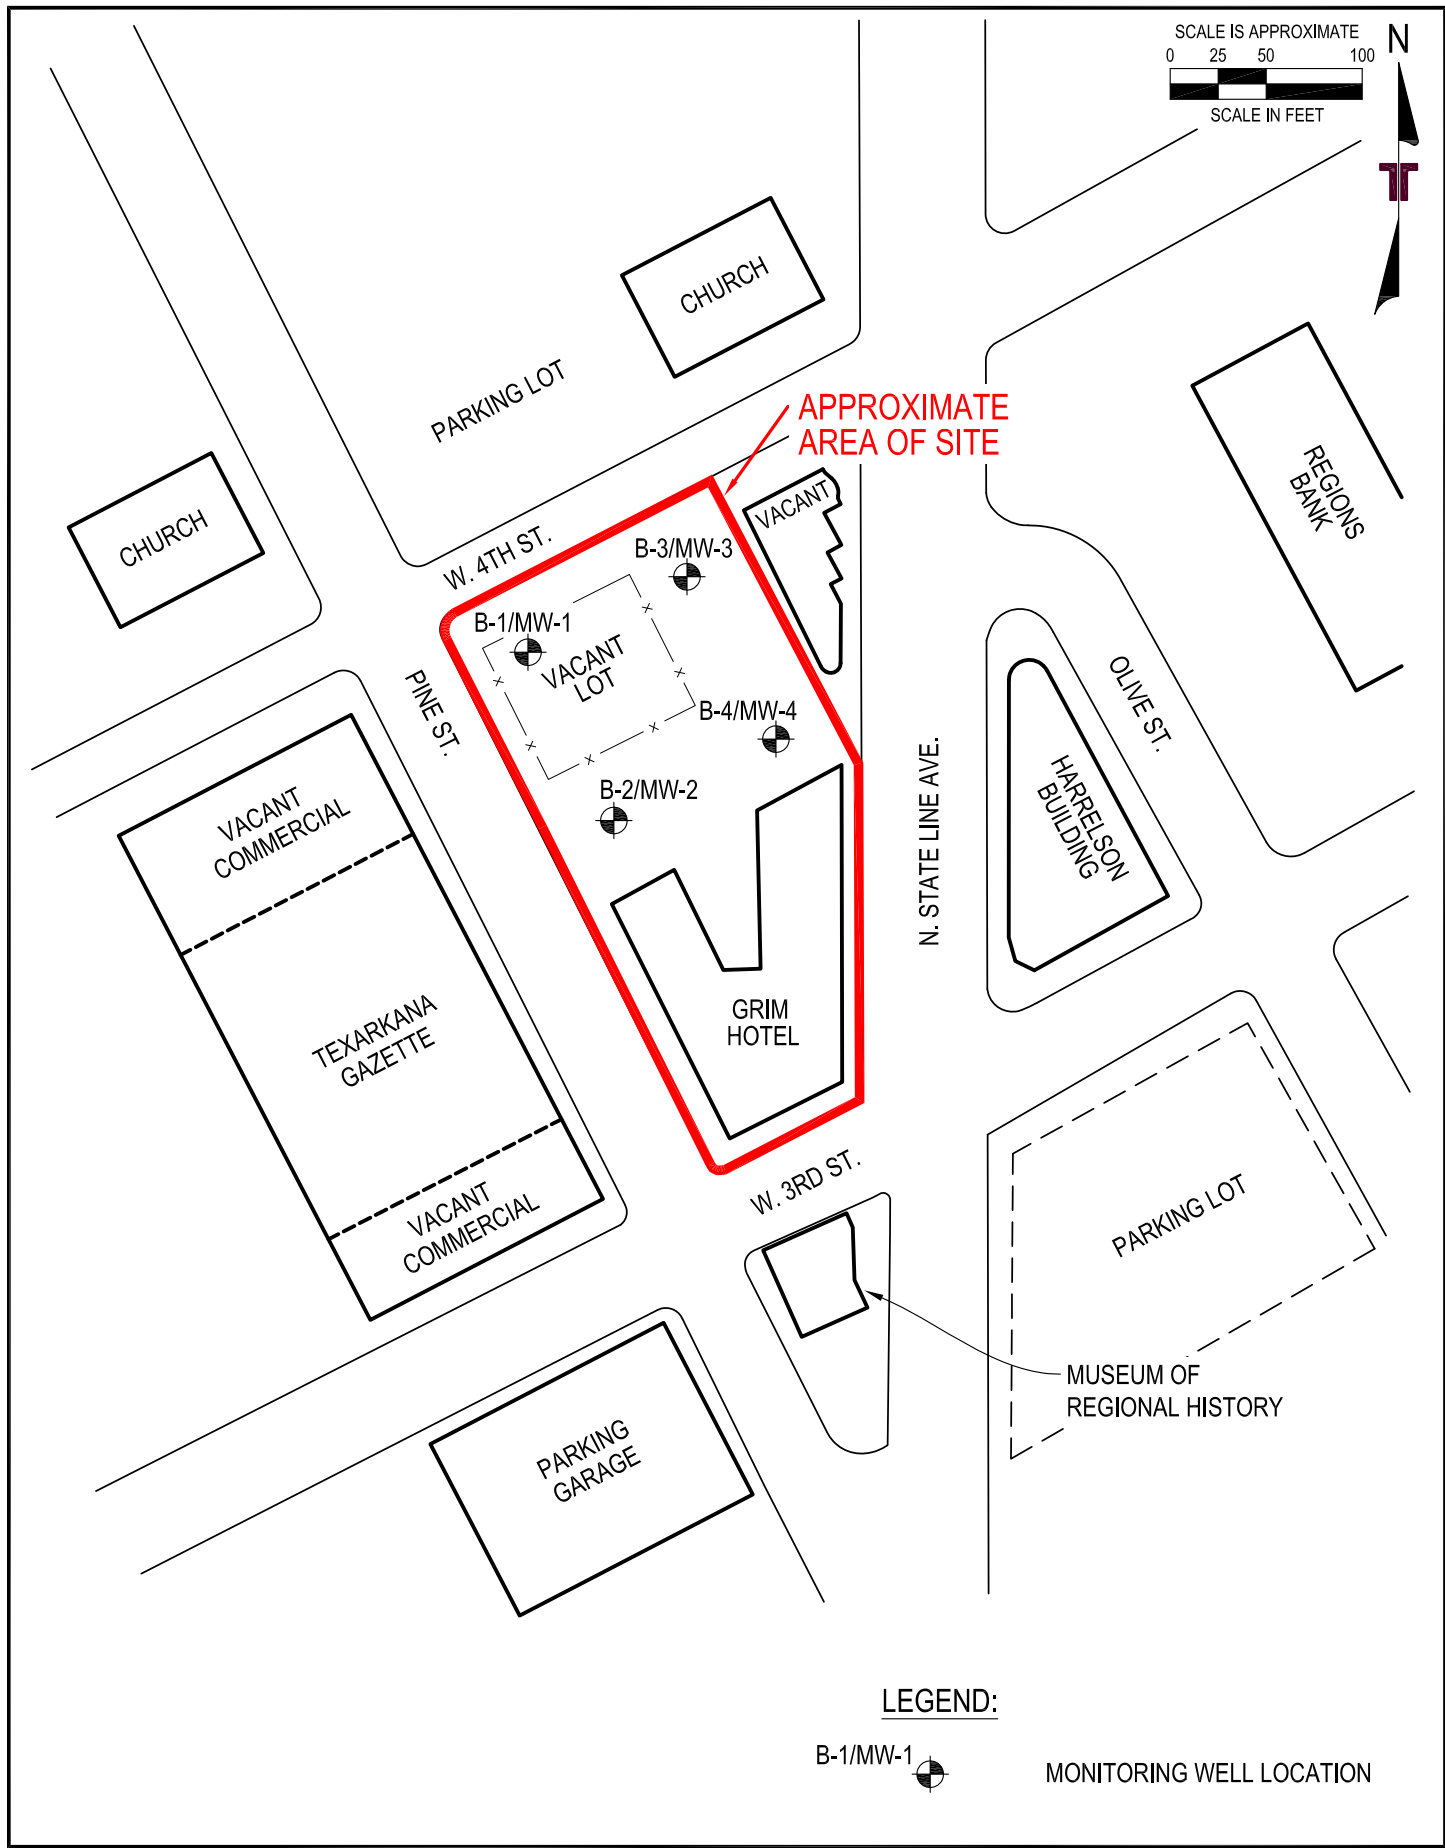 SCALE IS APPROXIMATE
N
0 25 50 100
SCALE IN FEET
CHURCH
PARKING LOT
APPROXIMATE
AREA OF SITE
REGIONS
BANK
CHURCH
VACANT
W. 4TH ST.
B-3/MW-3
B-1/MW-1
VACANT
LOT
PINE ST.
B-4/MW-4
OLIVE ST.
B-2/MW-2
N. STATE LINE AVE.
HARRELSON
BUILDING
VACANT
COMMERCIAL
TEXARKANA
GAZETTE
GRIM
HOTEL
W. 3RD ST.
VACANT
COMMERCIAL
PARKING LOT
MUSEUM OF
REGIONAL HISTORY
PARKING
GARAGE
LEGEND:
B-1/MW-1
MONITORING WELL LOCATION